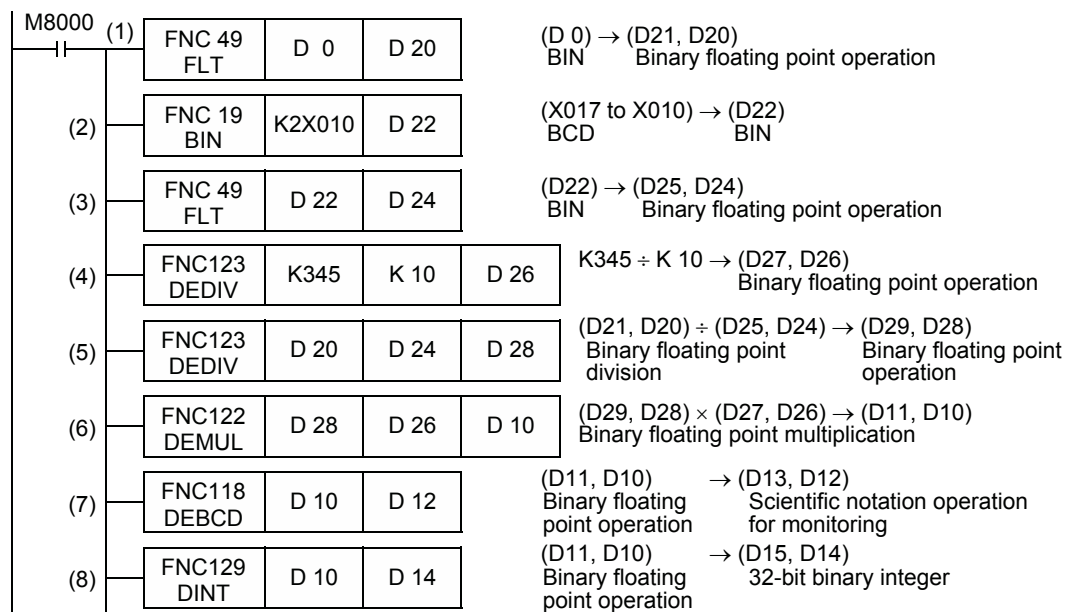 M8000
(1) FNC 49 FLT D 0 D 20 (D 0) → (D21, D20)
BIN Binary floating point operation
(2) FNC 19 BIN K2X010 D 22 (X017 to X010) → (D22)
BCD BIN
(3) FNC 49 FLT D 22 D 24 (D22) → (D25, D24)
BIN Binary floating point operation
(4) FNC123 DEDIV K345 K 10 D 26 K345 ÷ K 10 → (D27, D26)
Binary floating point operation
(5) FNC123 DEDIV D 20 D 24 D 28 (D21, D20) ÷ (D25, D24) → (D29, D28)
Binary floating point Binary floating point
division operation
(6) FNC122 DEMUL D 28 D 26 D 10 (D29, D28) × (D27, D26) → (D11, D10)
Binary floating point multiplication
(7) FNC118 DEBCD D 10 D 12 (D11, D10) → (D13, D12)
Binary floating Scientific notation operation
point operation for monitoring
(8) FNC129 DINT D 10 D 14 (D11, D10) → (D15, D14)
Binary floating 32-bit binary integer
point operation